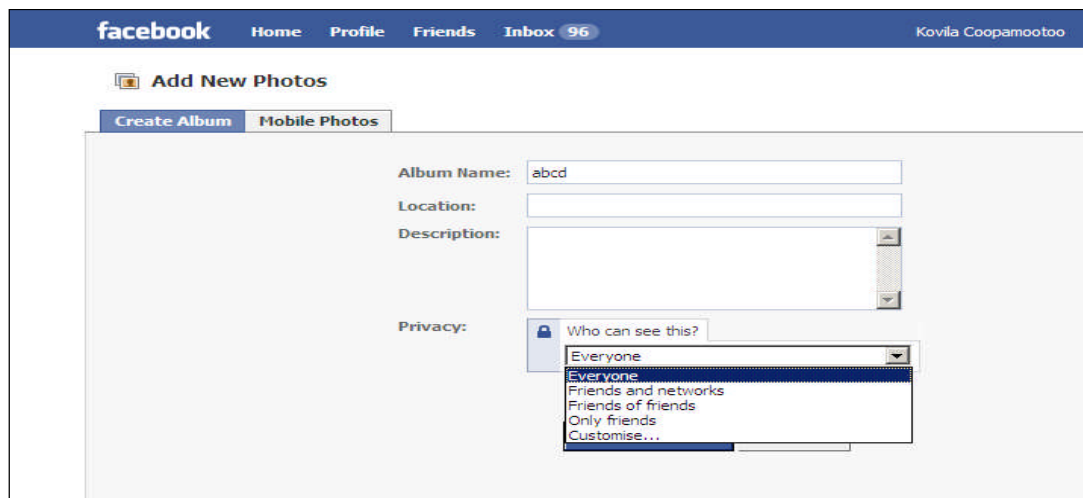 facebook Home Profile Friends Inbox 96 Kovila Coopamootoo
Add New Photos
Create Album Mobile Photos
Album Name: abcd
Location:
Description:
Privacy: Who can see this?
Everyone
Everyone
Friends and networks
Friends of friends
Only friends
Customise...